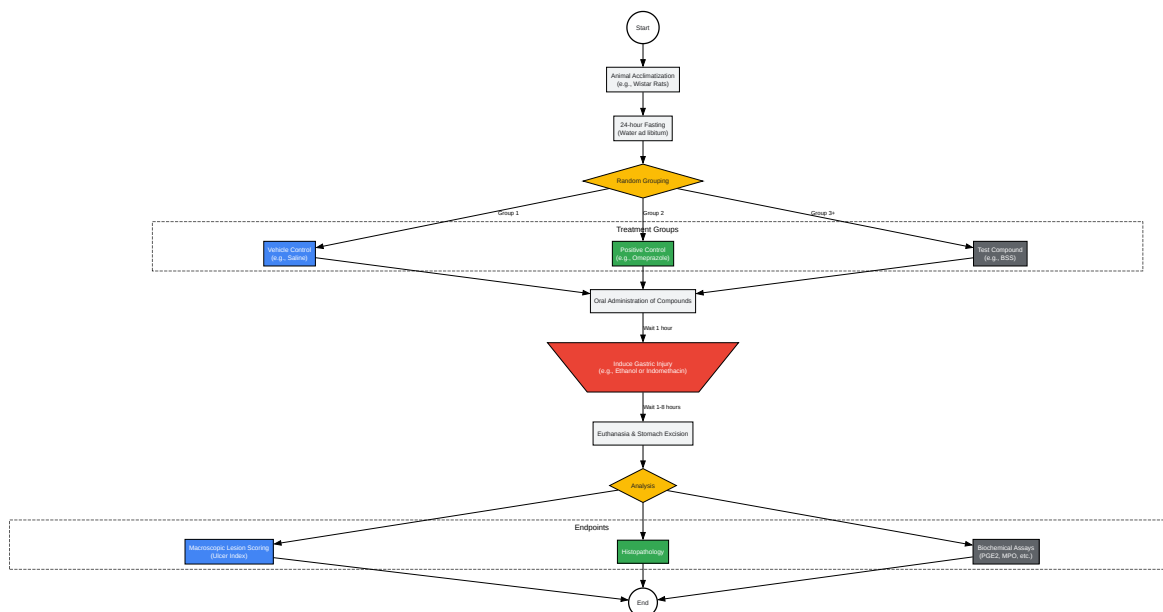 Start
Animal Acclimatization
(e.g., Wistar Rats)
24-hour Fasting
(Water ad libitum)
Random Grouping
Group 1
Group 2
Group 3+
Treatment Groups
Vehicle Control
(e.g., Saline)
Positive Control
(e.g., Omeprazole)
Test Compound
(e.g., BSS)
Oral Administration of Compounds
Wait 1 hour
Induce Gastric Injury
(e.g., Ethanol or Indomethacin)
Wait 1-8 hours
Euthanasia & Stomach Excision
Analysis
Endpoints
Macroscopic Lesion Scoring
(Ulcer Index)
Histopathology
Biochemical Assays
(PGE2, MPO, etc.)
End